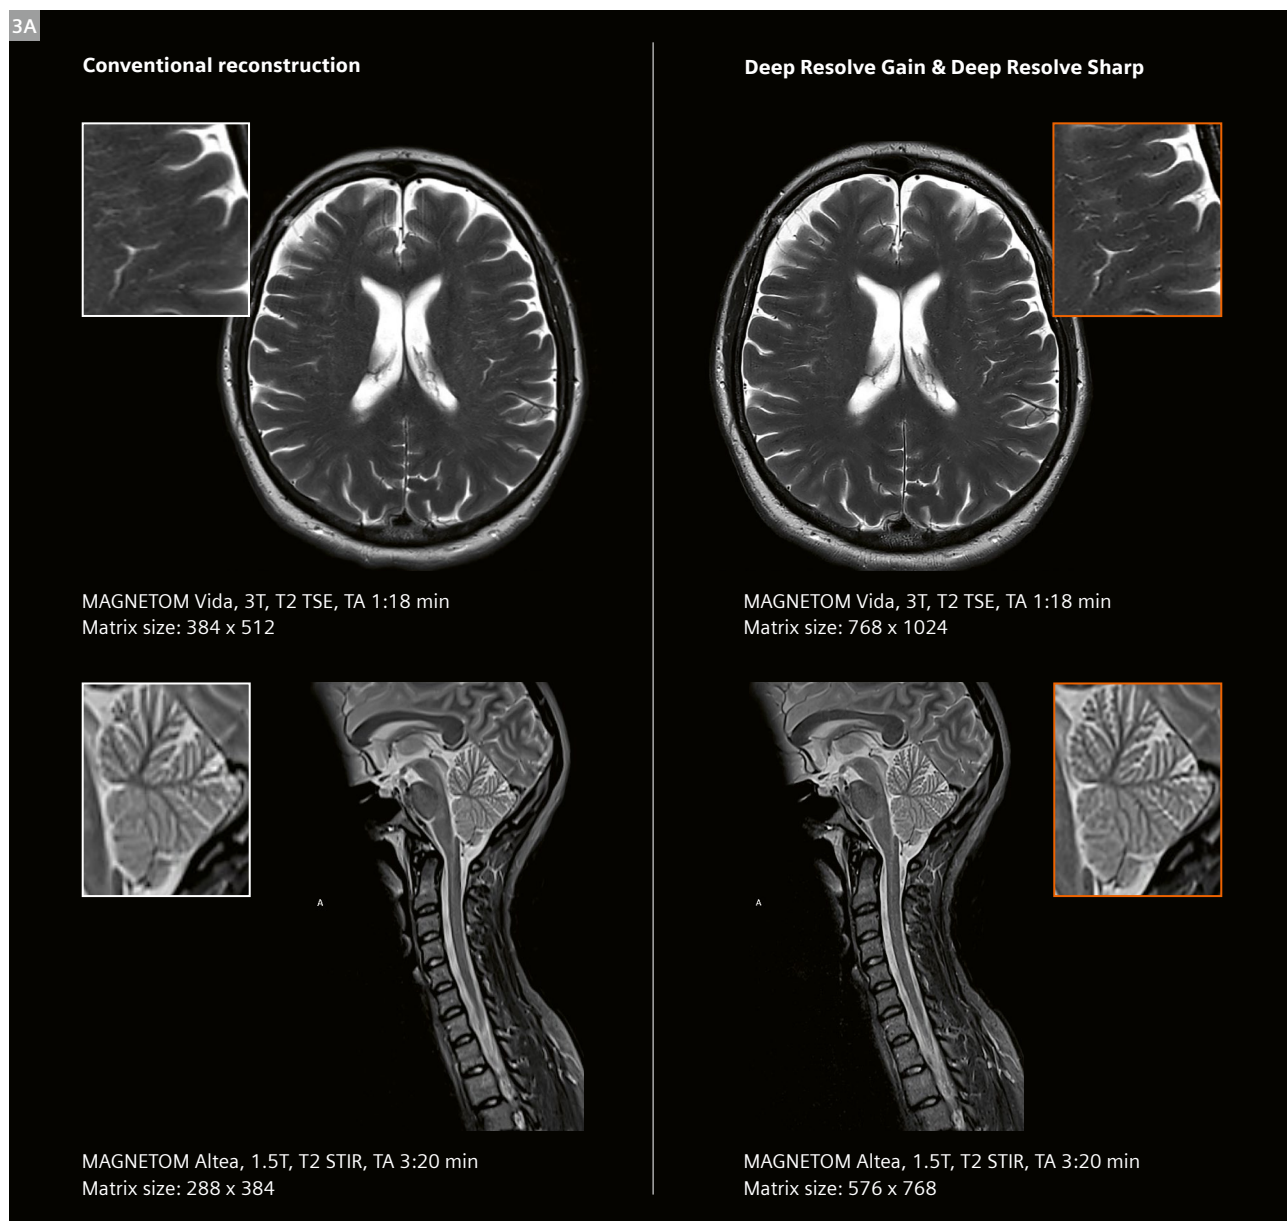 3A
Conventional reconstruction
Deep Resolve Gain & Deep Resolve Sharp
MAGNETOM Vida, 3T, T2 TSE, TA 1:18 min
Matrix size: 384 x 512
MAGNETOM Vida, 3T, T2 TSE, TA 1:18 min
Matrix size: 768 x 1024
A
A
MAGNETOM Altea, 1.5T, T2 STIR, TA 3:20 min
Matrix size: 288 x 384
MAGNETOM Altea, 1.5T, T2 STIR, TA 3:20 min
Matrix size: 576 x 768